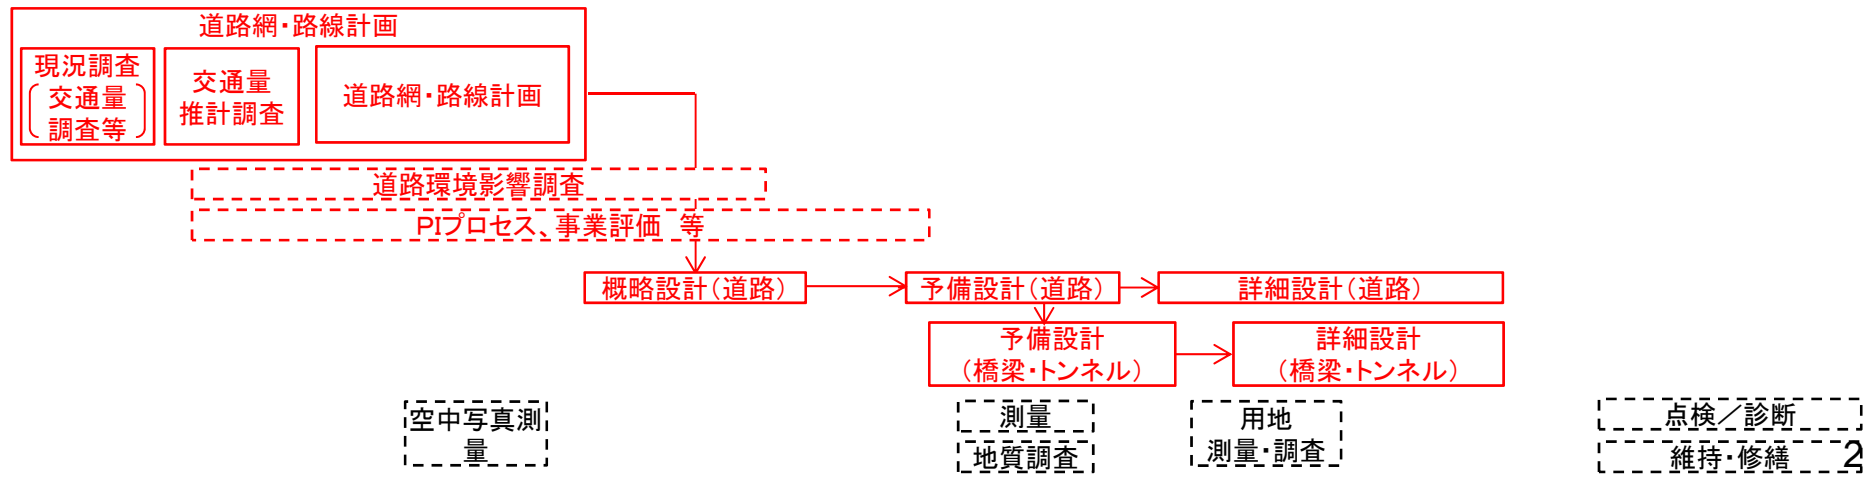 道路網・路線計画
現況調査
交通量
調査等
交通量
推計調査
道路網・路線計画
道路環境影響調査
PIプロセス、事業評価　等
概略設計（道路）
予備設計（道路）
詳細設計（道路）
予備設計
（橋梁・トンネル）
詳細設計
（橋梁・トンネル）
空中写真測
量
測量
地質調査
用地
測量・調査
点検／診断
維持・修繕
2